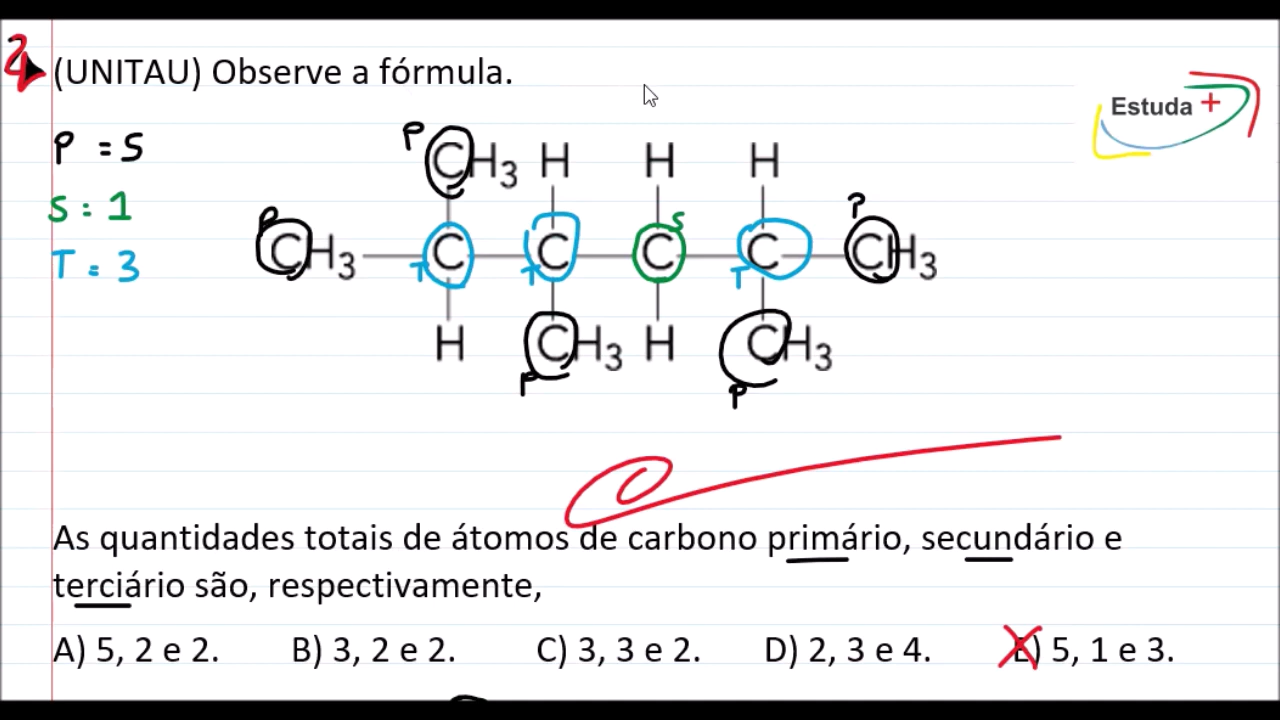 2
(UNITAU) Observe a fórmula.
Estuda +
P = 5
S : 1
T = 3
P CH3 H H H
P CH3 C T C T C S C T CH3 P
H CH3 H CH3
P P
As quantidades totais de átomos de carbono primário, secundário e
terciário são, respectivamente,
A) 5, 2 e 2. B) 3, 2 e 2. C) 3, 3 e 2. D) 2, 3 e 4. E) 5, 1 e 3.